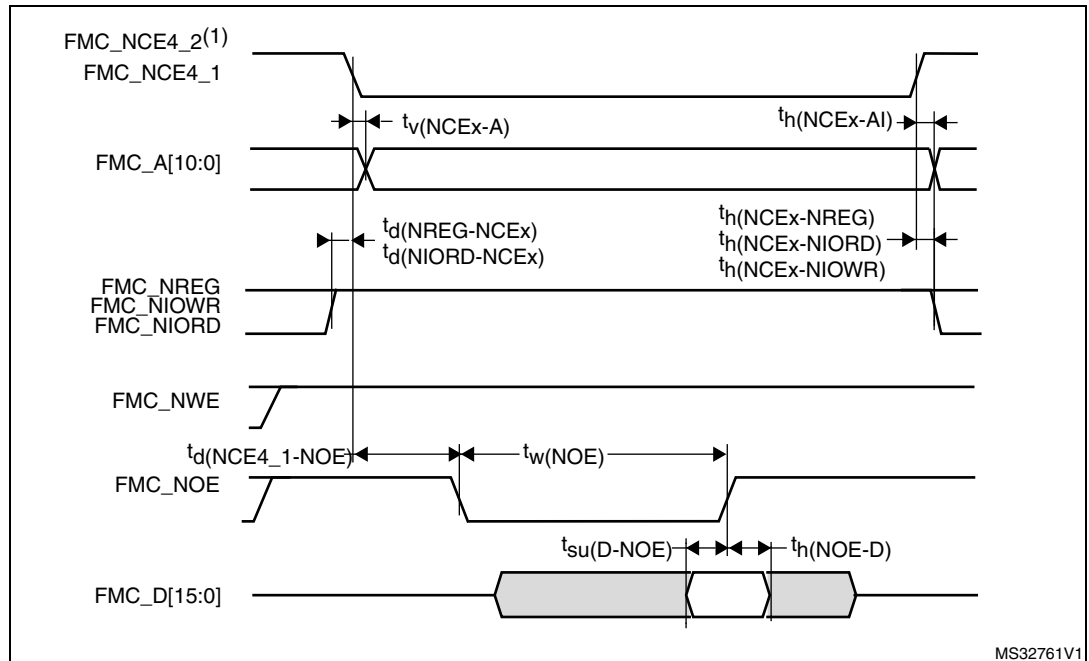 FMC_NCE4_2(1)
FMC_NCE4_1
tv(NCEx-A)
th(NCEx-AI)
FMC_A[10:0]
td(NREG-NCEx)
td(NIORD-NCEx)
th(NCEx-NREG)
th(NCEx-NIORD)
th(NCEx-NIOWR)
FMC_NREG
FMC_NIOWR
FMC_NIORD
FMC_NWE
td(NCE4_1-NOE)
tw(NOE)
FMC_NOE
tsu(D-NOE)
th(NOE-D)
FMC_D[15:0]
MS32761V1